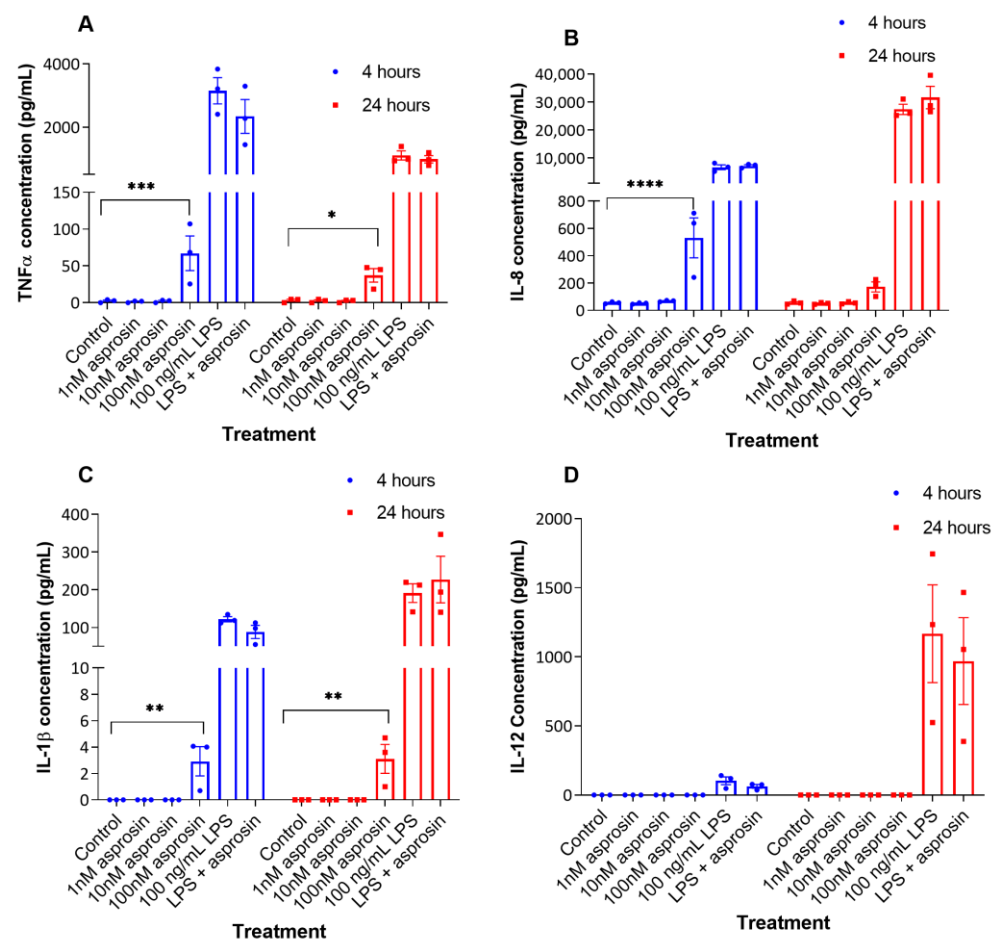 A
4 hours
24 hours
TNFα concentration (pg/mL)
4000
2000
150
100
50
0
***
*
Control
1nM asprosin
10nM asprosin
100nM asprosin
100 ng/mL LPS
LPS + asprosin
Control
1nM asprosin
10nM asprosin
100nM asprosin
100 ng/mL LPS
LPS + asprosin
Treatment
B
4 hours
24 hours
IL-8 concentration (pg/mL)
40,000
30,000
20,000
10,000
800
600
400
200
0
****
Control
1nM asprosin
10nM asprosin
100nM asprosin
100 ng/mL LPS
LPS + asprosin
Control
1nM asprosin
10nM asprosin
100nM asprosin
100 ng/mL LPS
LPS + asprosin
Treatment
C
4 hours
24 hours
IL-1β concentration (pg/mL)
400
300
200
100
10
8
6
4
2
0
**
**
Control
1nM asprosin
10nM asprosin
100nM asprosin
100 ng/mL LPS
LPS + asprosin
Control
1nM asprosin
10nM asprosin
100nM asprosin
100 ng/mL LPS
LPS + asprosin
Treatment
D
4 hours
24 hours
IL-12 Concentration (pg/mL)
2000
1500
1000
500
0
Control
1nM asprosin
10nM asprosin
100nM asprosin
100 ng/mL LPS
LPS + asprosin
Control
1nM asprosin
10nM asprosin
100nM asprosin
100 ng/mL LPS
LPS + asprosin
Treatment